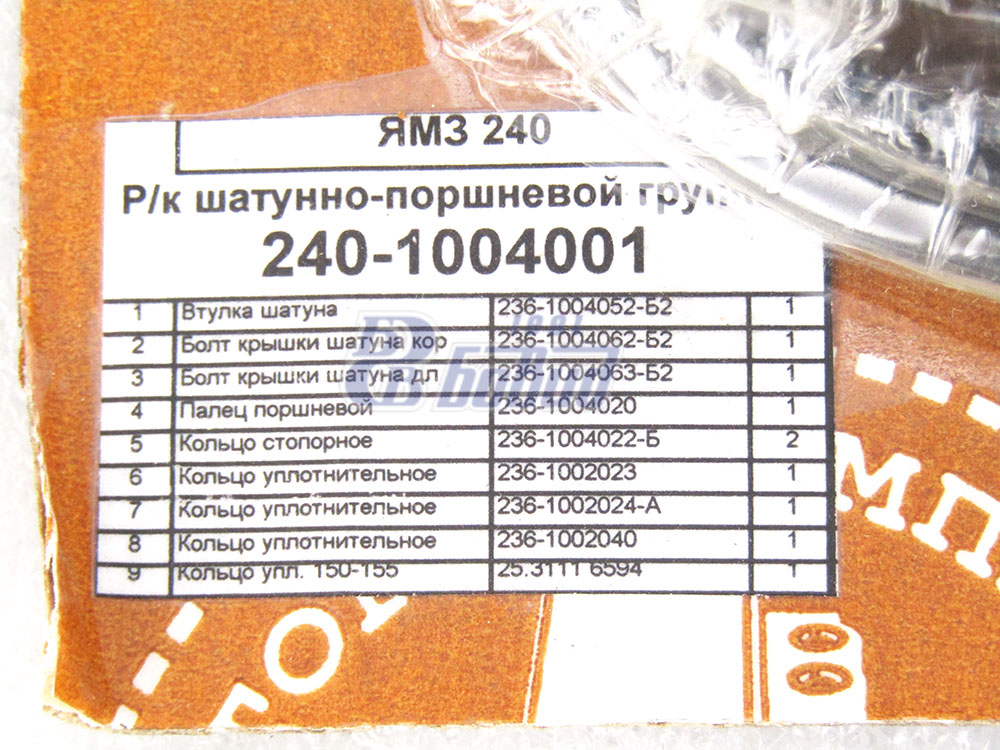 ЯМЗ 240
Р/к шатунно-поршневой
240-1004001
1 Втулка шатуна 236-1004052-Б2 1
2 Болт крышки шатуна кор 236-1004062-Б2 1
3 Болт крышки шатуна дл 236-1004063-Б2 1
4 Палец поршневой 236-1004020 1
5 Кольцо стопорное 236-1004022-Б 2
6 Кольцо уплотнительное 236-1002023 1
7 Кольцо уплотнительное 236-1002024-А 1
8 Кольцо уплотнительное 236-1002040 1
9 Кольцо упл. 150-155 25.3111 6594 1
1991